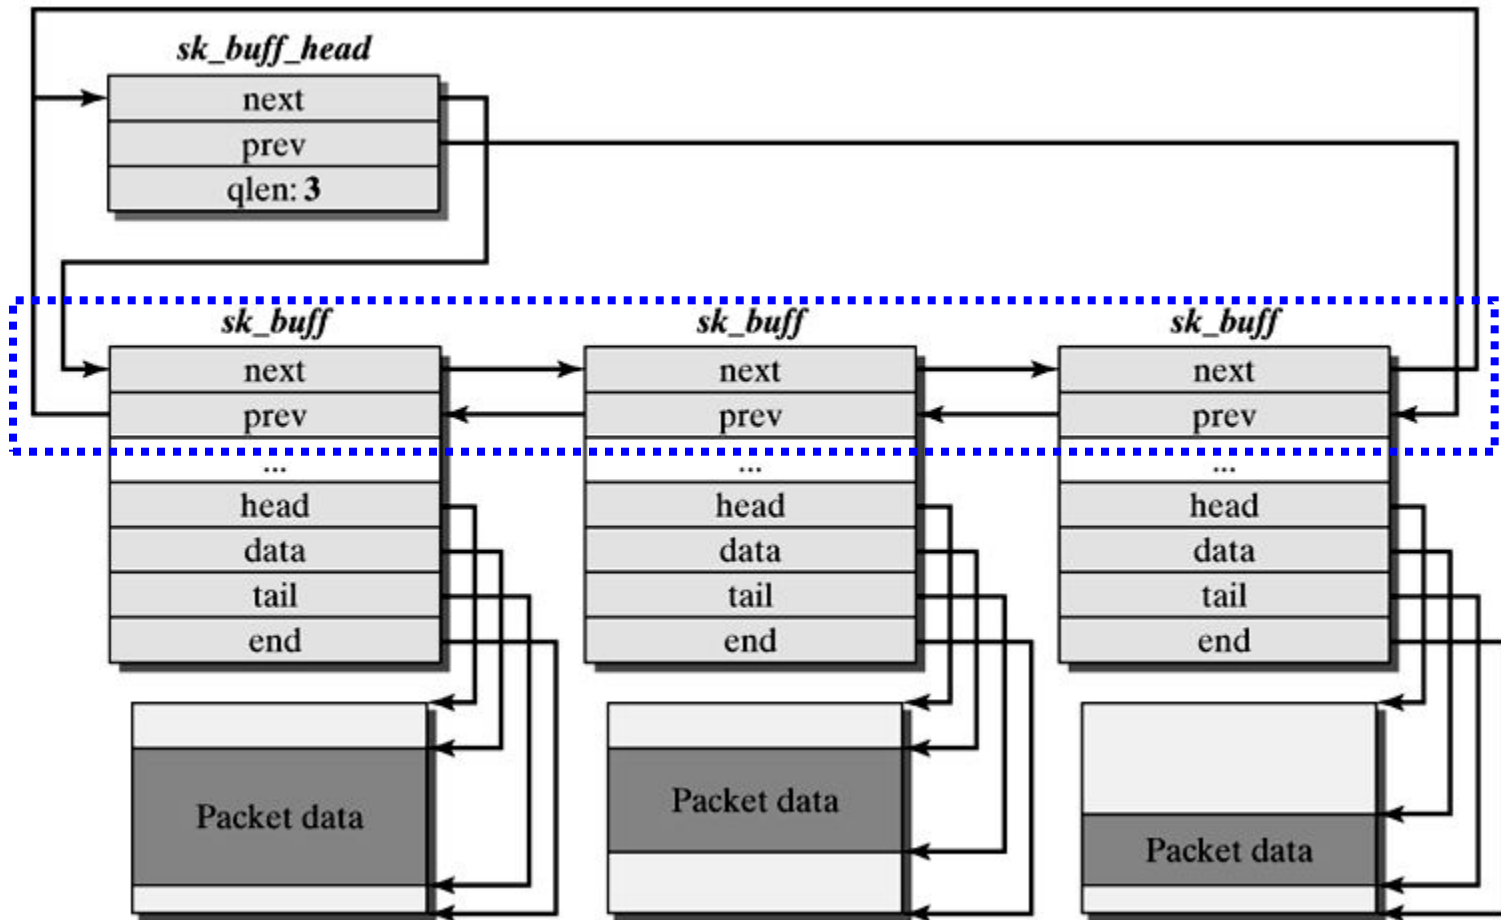 sk_buff_head
next
prev
qlen: 3
sk_buff
next
prev
...
head
data
tail
end
Packet data
sk_buff
next
prev
...
head
data
tail
end
Packet data
sk_buff
next
prev
...
head
data
tail
end
Packet data